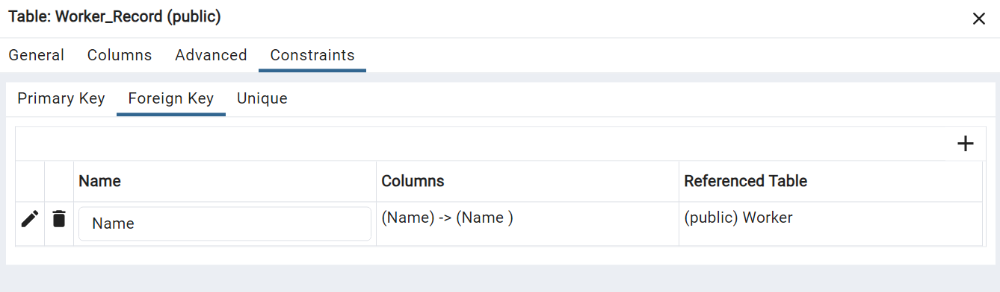 Table: Worker_Record (public)
General Columns Advanced Constraints
Primary Key Foreign Key Unique
Name Columns Referenced Table
Name (Name) -> (Name ) (public) Worker